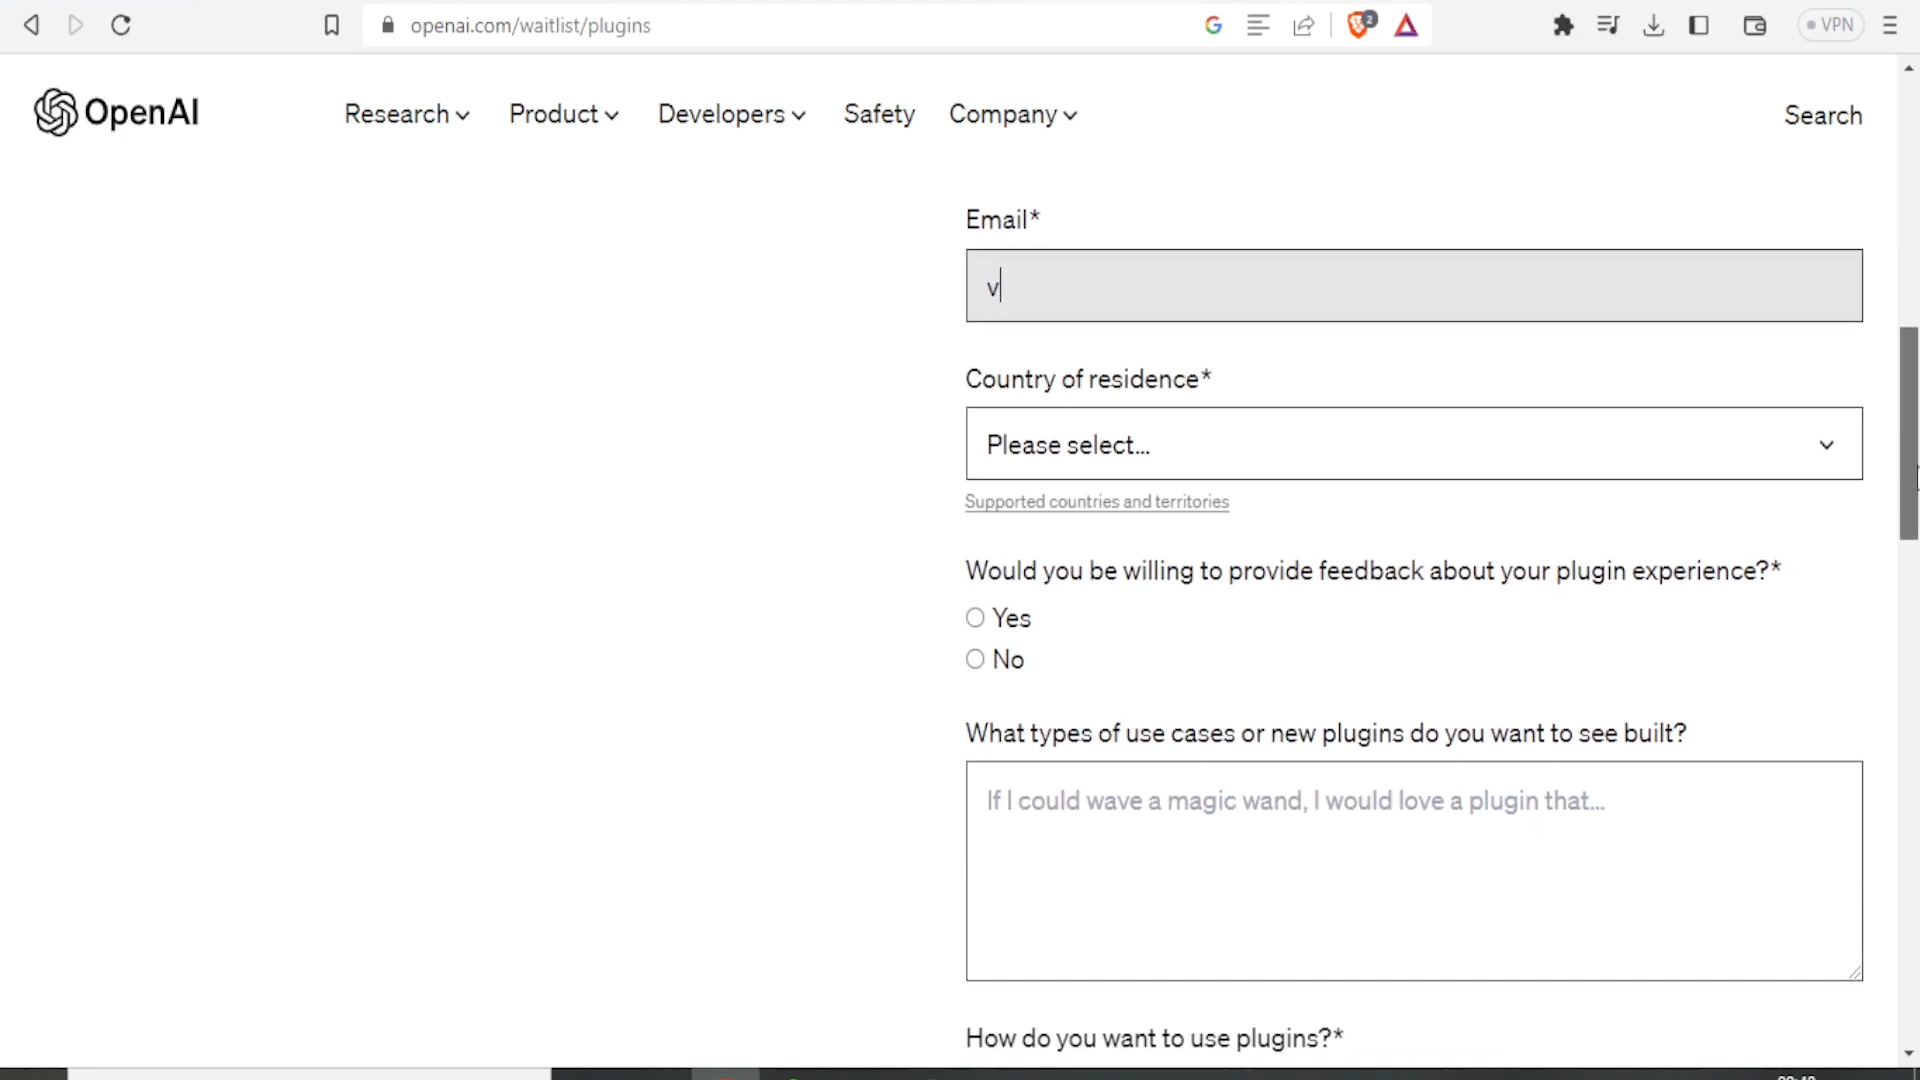 openai.com/waitlist/plugins
2
VPN
OpenAI
Research
Product
Developers
Safety
Company
Search
Email*
v
Country of residence*
Please select...
Supported countries and territories
Would you be willing to provide feedback about your plugin experience?*
Yes
No
What types of use cases or new plugins do you want to see built?
If I could wave a magic wand, I would love a plugin that...
How do you want to use plugins?*